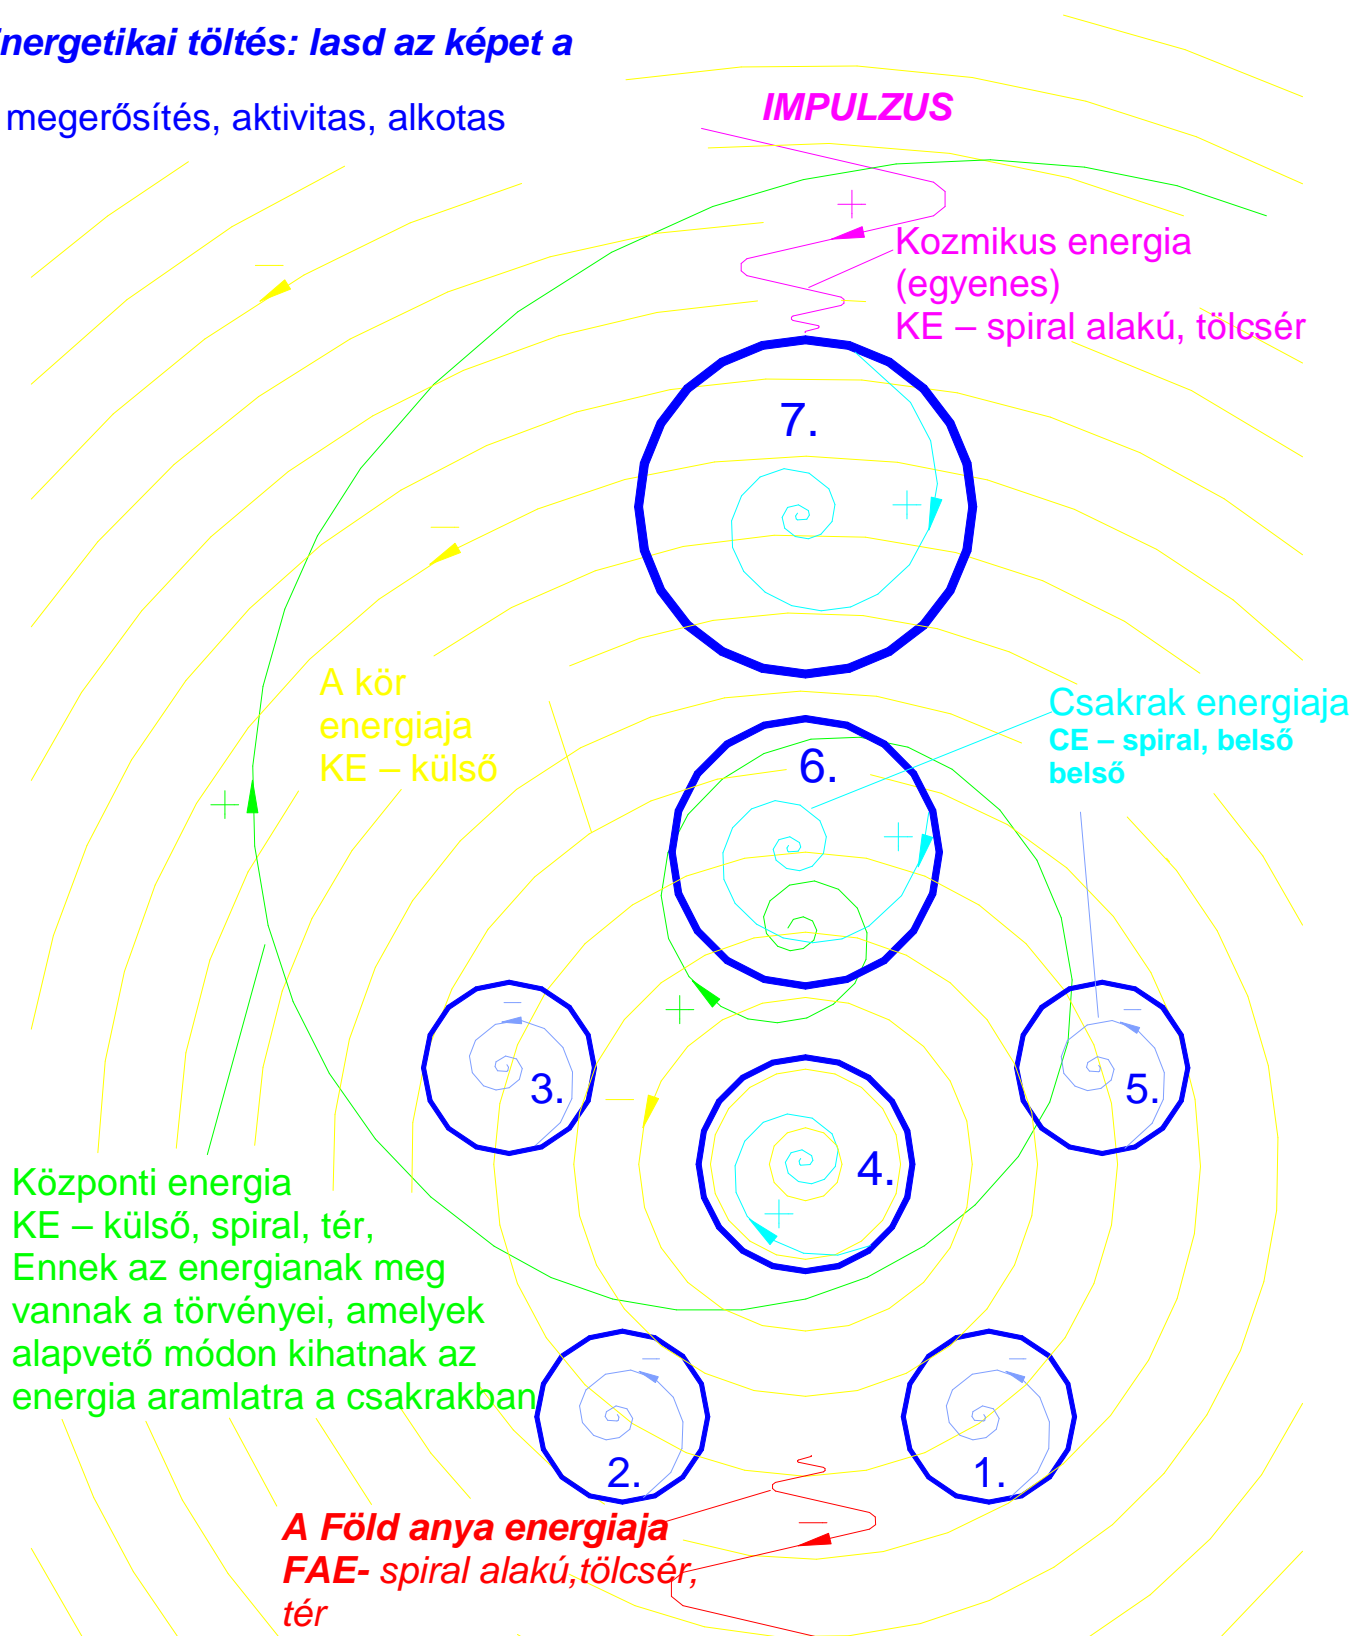 nergetikai töltés: lasd az képet a
megerősítés, aktivitas, alkotas
IMPULZUS
Kozmikus energia
(egyenes)
KE – spiral alakú, tölcsér
7.
A kör
energiaja
KE – külső
Csakrak energiaja
CE – spiral, belső
belső
6.
3.
5.
4.
Központi energia
KE – külső, spiral, tér,
Ennek az energianak meg
vannak a törvényei, amelyek
alapvető módon kihatnak az
energia aramlatra a csakrakban
2.
1.
A Föld anya energiaja
FAE- spiral alakú,tölcsér,
tér